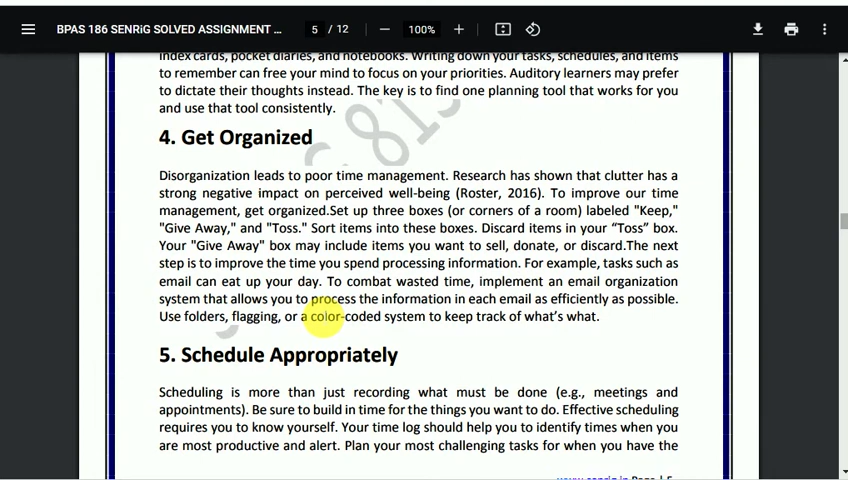 BPAS 186 SENRiG SOLVED ASSIGNMENT ...
5 / 12
100%
index cards, pocket diaries, and notebooks. Writing down your tasks, schedules, and items
to remember can free your mind to focus on your priorities. Auditory learners may prefer
to dictate their thoughts instead. The key is to find one planning tool that works for you
and use that tool consistently.
4. Get Organized
Disorganization leads to poor time management. Research has shown that clutter has a
strong negative impact on perceived well-being (Roster, 2016). To improve our time
management, get organized.Set up three boxes (or corners of a room) labeled "Keep,"
"Give Away," and "Toss." Sort items into these boxes. Discard items in your “Toss” box.
Your "Give Away" box may include items you want to sell, donate, or discard.The next
step is to improve the time you spend processing information. For example, tasks such as
email can eat up your day. To combat wasted time, implement an email organization
system that allows you to process the information in each email as efficiently as possible.
Use folders, flagging, or a color-coded system to keep track of what’s what.
5. Schedule Appropriately
Scheduling is more than just recording what must be done (e.g., meetings and
appointments). Be sure to build in time for the things you want to do. Effective scheduling
requires you to know yourself. Your time log should help you to identify times when you
are most productive and alert. Plan your most challenging tasks for when you have the